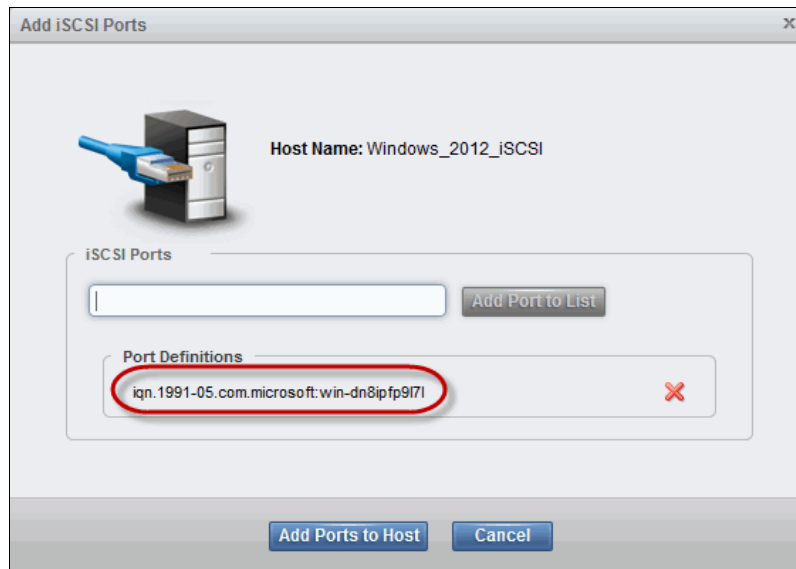 Add iSCSI Ports
x
Host Name: Windows_2012_iSCSI
iSCSI Ports
Add Port to List
Port Definitions
iqn.1991-05.com.microsoft:win-dn8ipfp9l7l
Add Ports to Host
Cancel